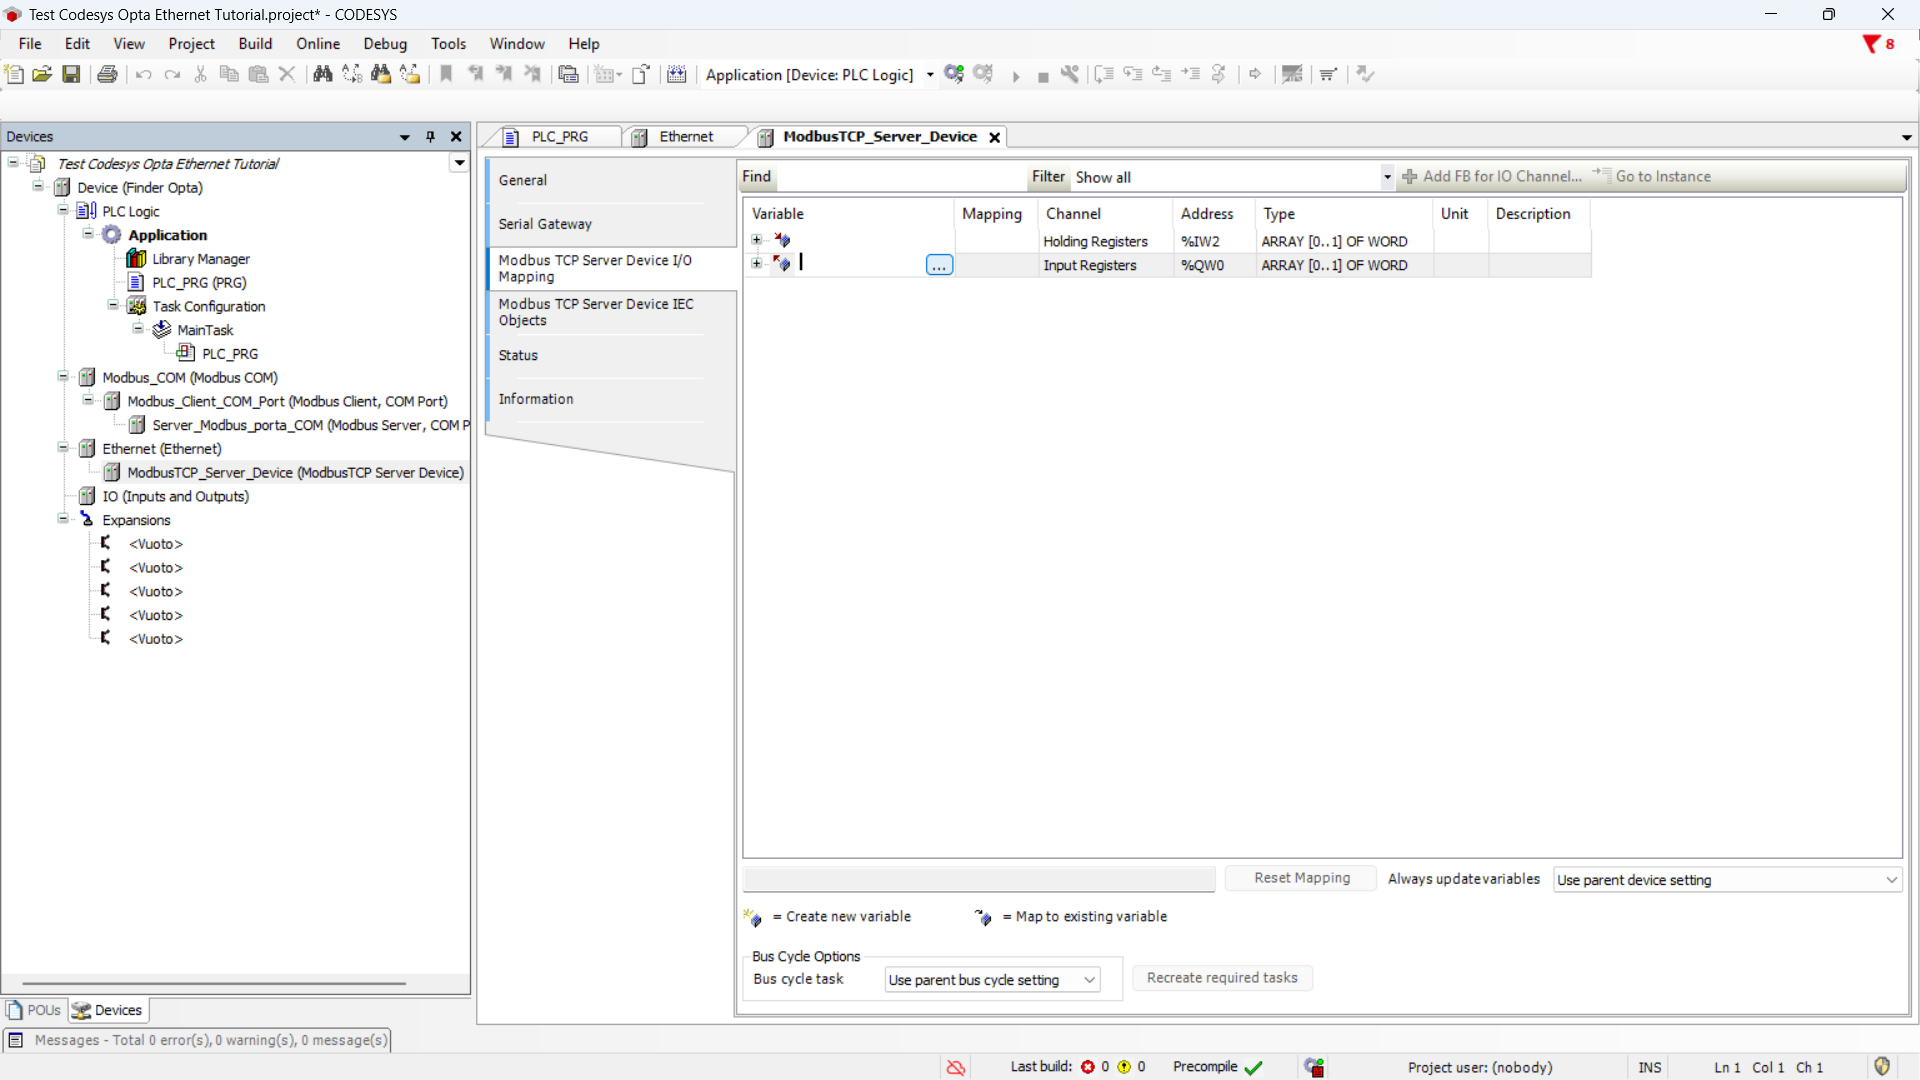 Test Codesys Opta Ethernet Tutorial.project* - CODESYS
File Edit View Project Build Online Debug Tools Window Help
8
Application [Device: PLC Logic]
Devices
Test Codesys Opta Ethernet Tutorial
Device (Finder Opta)
PLC Logic
Application
Library Manager
PLC_PRG (PRG)
Task Configuration
MainTask
PLC_PRG
Modbus_COM (Modbus COM)
Modbus_Client_COM_Port (Modbus Client, COM Port)
Server_Modbus_porta_COM (Modbus Server, COM P
Ethernet (Ethernet)
ModbusTCP_Server_Device (ModbusTCP Server Device)
IO (Inputs and Outputs)
Expansions
<Vuoto>
<Vuoto>
<Vuoto>
<Vuoto>
<Vuoto>
POUs Devices
PLC_PRG Ethernet ModbusTCP_Server_Device
General
Serial Gateway
Modbus TCP Server Device I/O
Mapping
Modbus TCP Server Device IEC
Objects
Status
Information
Find Filter Show all Add FB for IO Channel... Go to Instance
Variable Mapping Channel Address Type Unit Description
Holding Registers %IW2 ARRAY [0..1] OF WORD
... Input Registers %QW0 ARRAY [0..1] OF WORD
Reset Mapping Always update variables Use parent device setting
= Create new variable = Map to existing variable
Bus Cycle Options
Bus cycle task Use parent bus cycle setting Recreate required tasks
Messages - Total 0 error(s), 0 warning(s), 0 message(s)
Last build: 0 0 Precompile Project user: (nobody) INS Ln 1 Col 1 Ch 1